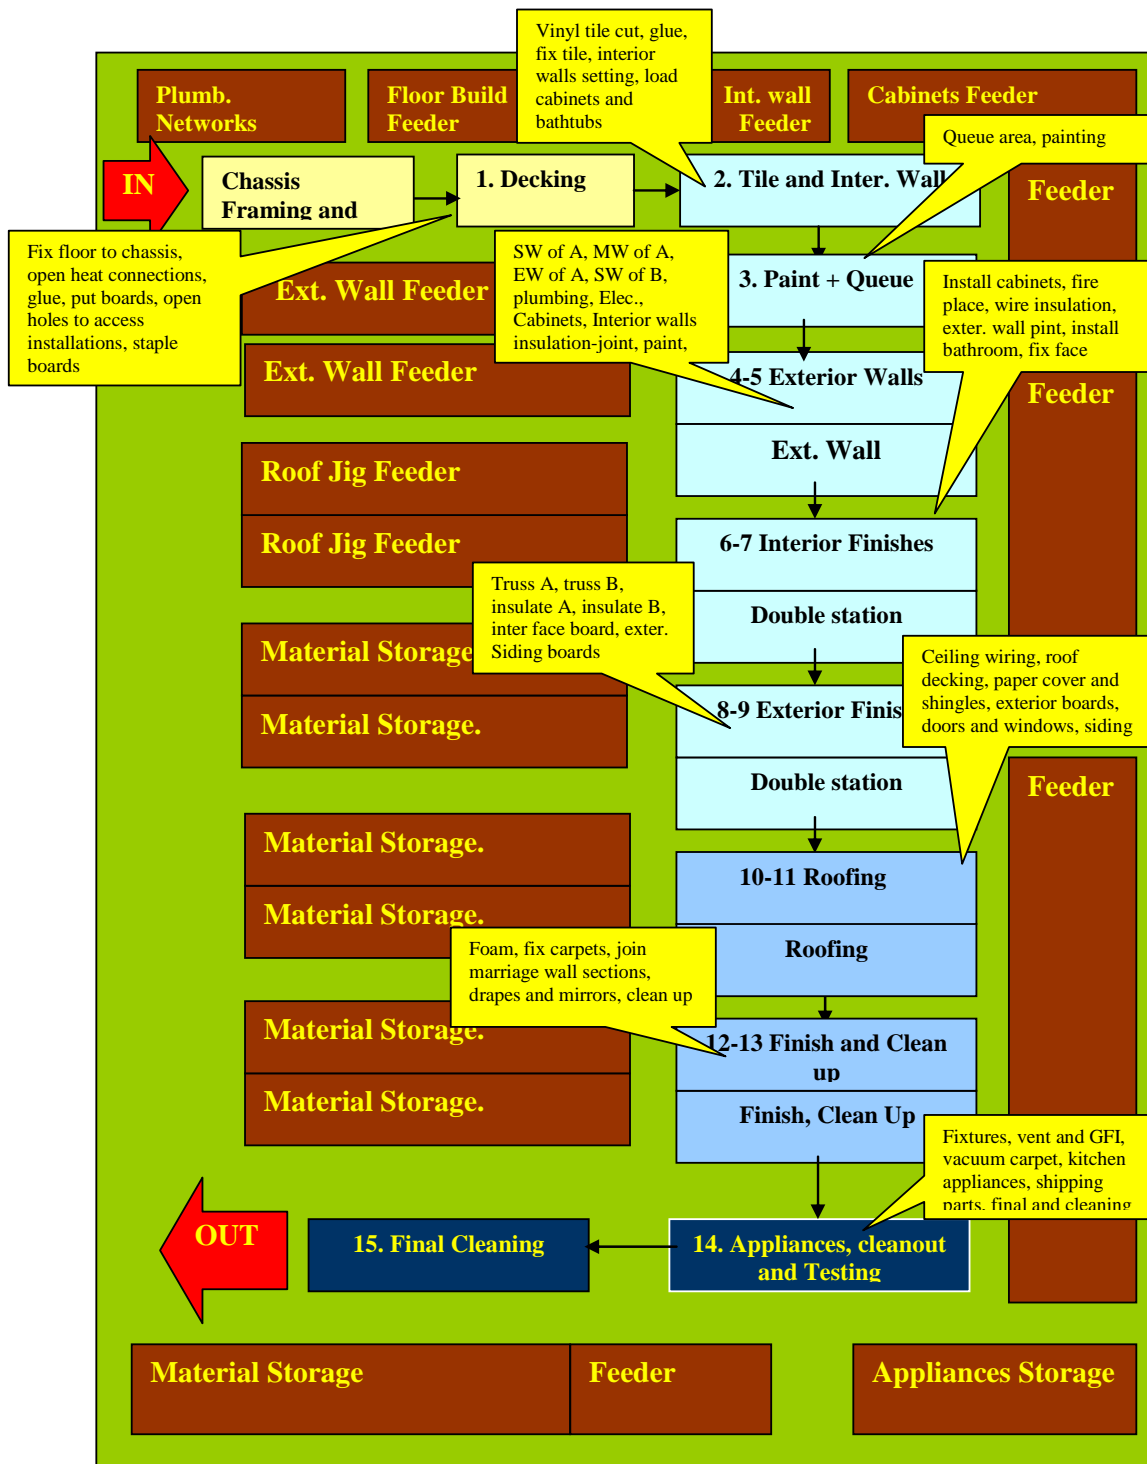 Vinyl tile cut, glue,
fix tile, interior
walls setting, load
cabinets and
bathtubs
Plumb.
Networks
Floor Build
Feeder
Int. wall
Feeder
Cabinets Feeder
Queue area, painting
IN
Chassis
Framing and
1. Decking
2. Tile and Inter. Wall
Feeder
Fix floor to chassis,
open heat connections,
glue, put boards, open
holes to access
installations, staple
boards
SW of A, MW of A,
EW of A, SW of B,
plumbing, Elec.,
Cabinets, Interior walls
insulation-joint, paint,
Ext. Wall Feeder
3. Paint + Queue
Install cabinets, fire
place, wire insulation,
exter. wall pint, install
bathroom, fix face
Ext. Wall Feeder
4-5 Exterior Walls
Feeder
Ext. Wall
Roof Jig Feeder
Roof Jig Feeder
6-7 Interior Finishes
Truss A, truss B,
insulate A, insulate B,
inter face board, exter.
Siding boards
Double station
Material Storage
Material Storage.
Ceiling wiring, roof
decking, paper cover and
shingles, exterior boards,
doors and windows, siding
8-9 Exterior Finis
Double station
Feeder
Material Storage.
Material Storage.
10-11 Roofing
Roofing
Foam, fix carpets, join
marriage wall sections,
drapes and mirrors, clean up
Material Storage.
Material Storage.
12-13 Finish and Clean
up
Finish, Clean Up
Fixtures, vent and GFI,
vacuum carpet, kitchen
appliances, shipping
parts, final and cleaning
OUT
15. Final Cleaning
14. Appliances, cleanout
and Testing
Material Storage
Feeder
Appliances Storage